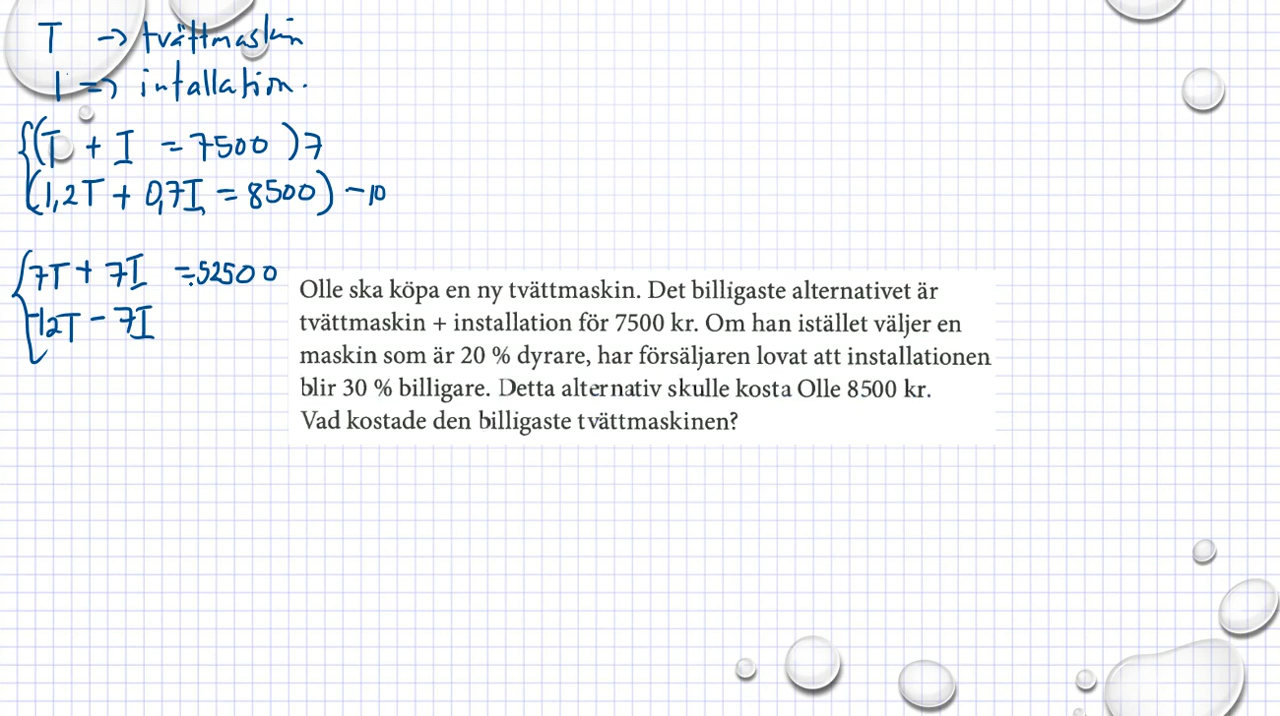 T -> tvättmaskin
I => intallation.
{(T + I = 7500)7
(1,2T + 0,7I = 8500) -10
{7T + 7I = 52500
-12T - 7I
Olle ska köpa en ny tvättmaskin. Det billigaste alternativet är
tvättmaskin + installation för 7500 kr. Om han istället väljer en
maskin som är 20 % dyrare, har försäljaren lovat att installationen
blir 30 % billigare. Detta alternativ skulle kosta Olle 8500 kr.
Vad kostade den billigaste tvättmaskinen?